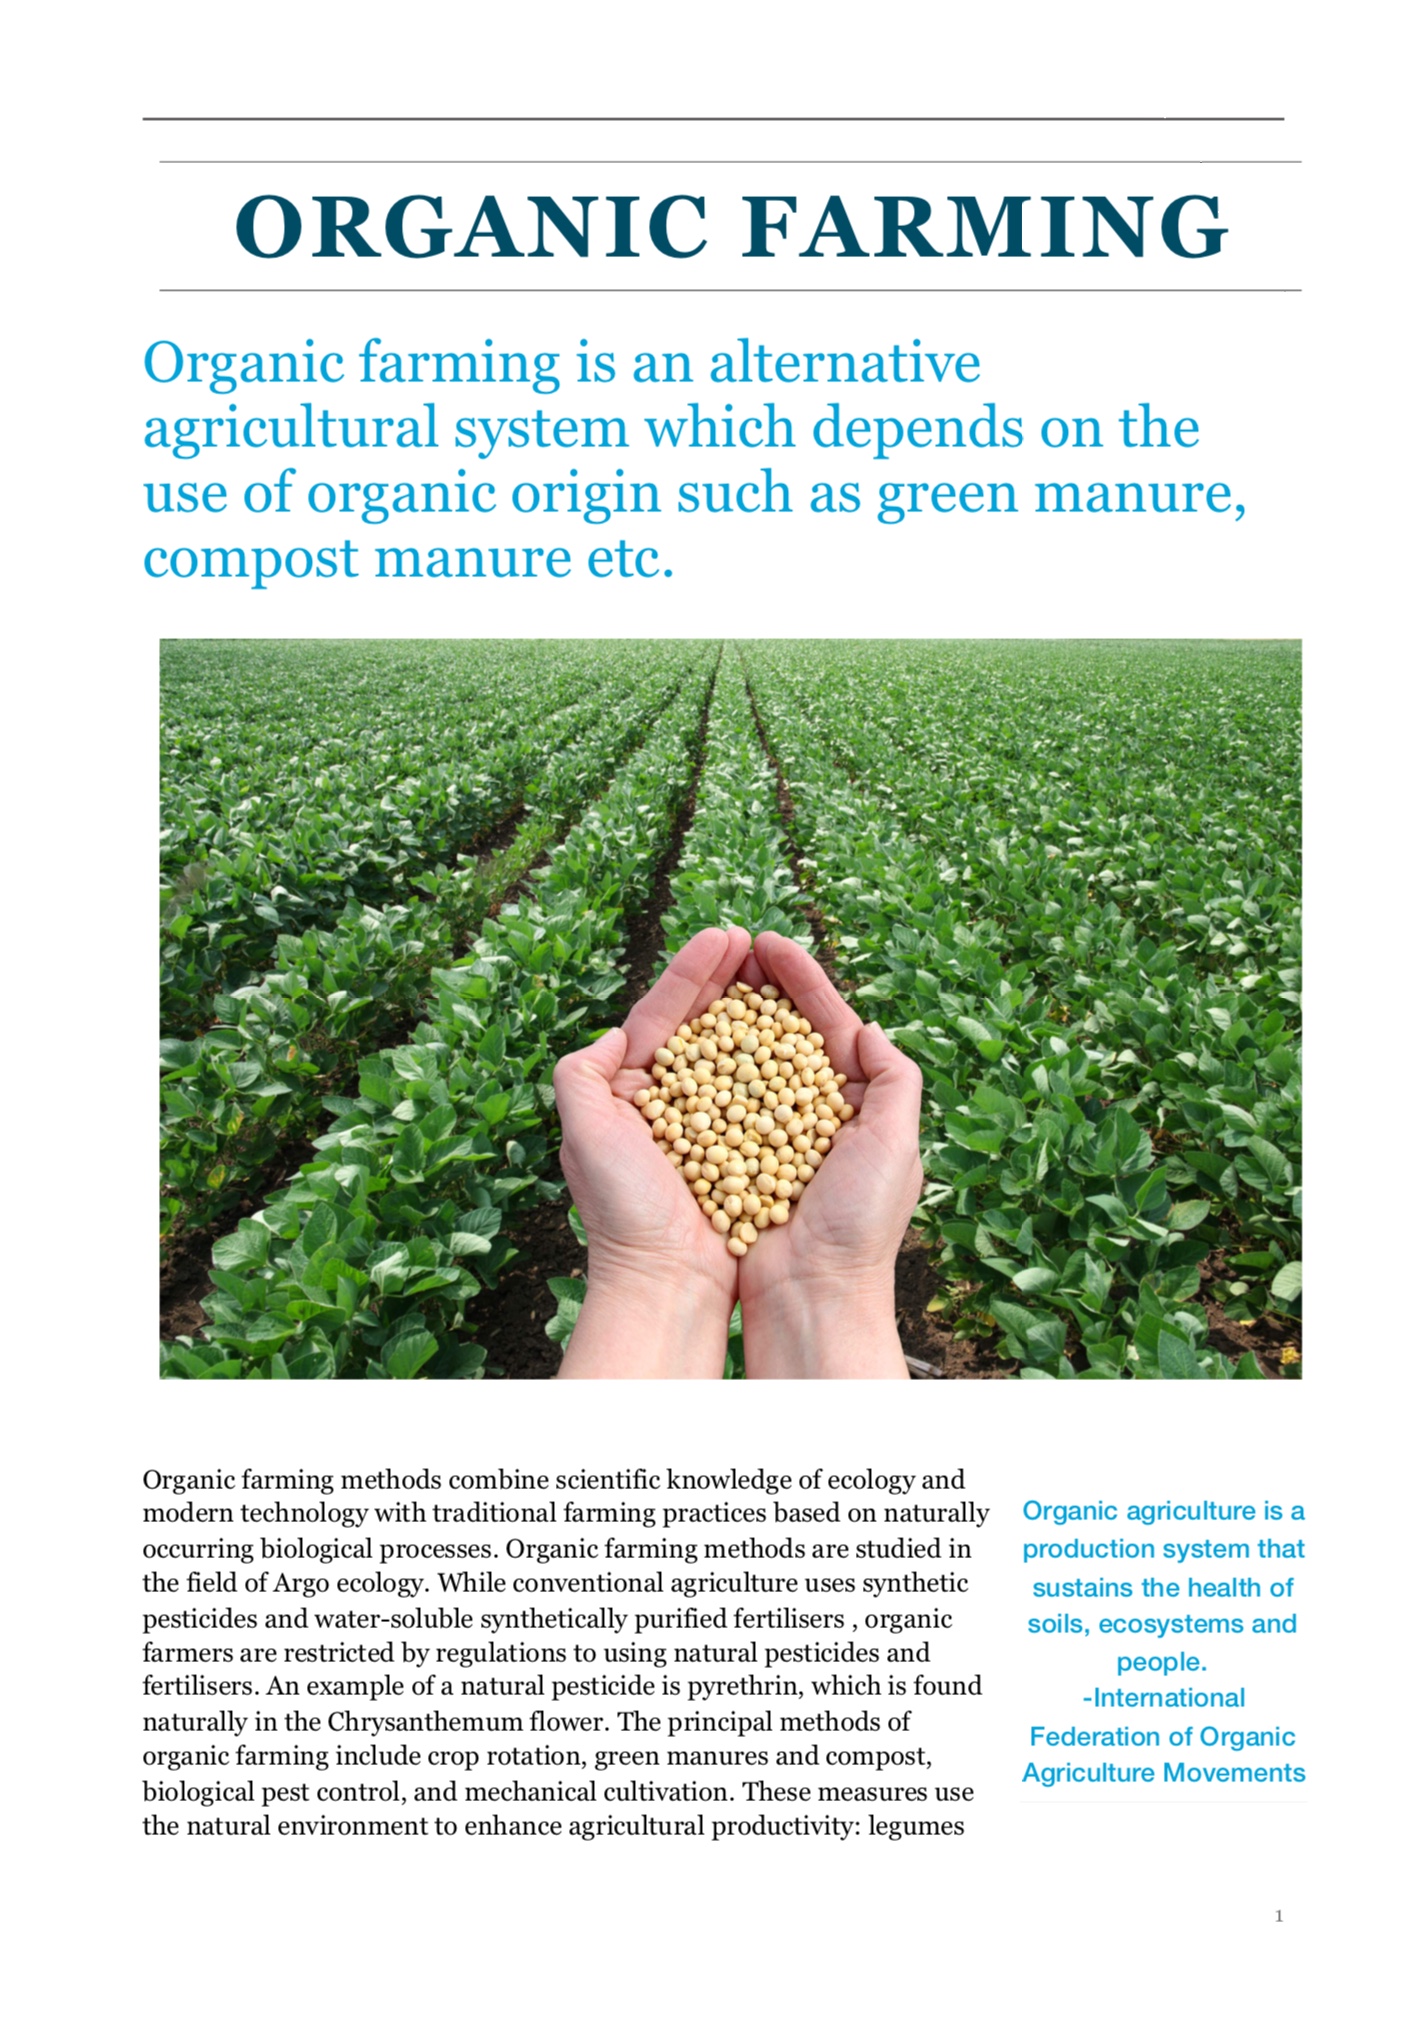 ORGANIC FARMING
Organic farming is an alternative
agricultural system which depends on the
use of organic origin such as green manure,
compost manure etc.
Organic farming methods combine scientific knowledge of ecology and
modern technology with traditional farming practices based on naturally
occurring biological processes. Organic farming methods are studied in
the field of Argo ecology. While conventional agriculture uses synthetic
pesticides and water-soluble synthetically purified fertilisers , organic
farmers are restricted by regulations to using natural pesticides and
fertilisers. An example of a natural pesticide is pyrethrin, which is found
naturally in the Chrysanthemum flower. The principal methods of
organic farming include crop rotation, green manures and compost,
biological pest control, and mechanical cultivation. These measures use
the natural environment to enhance agricultural productivity: legumes
Organic agriculture is a
production system that
sustains the health of
soils, ecosystems and
people.
-International
Federation of Organic
Agriculture Movements
1